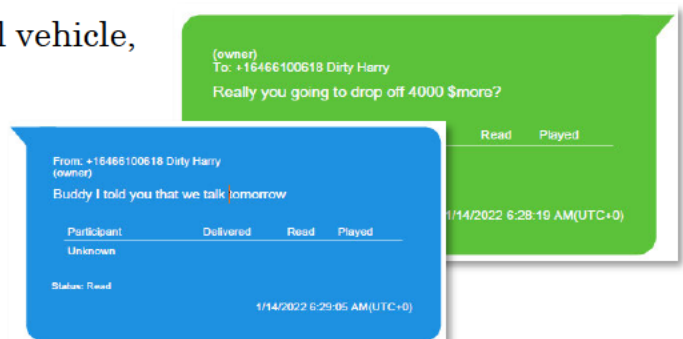 l vehicle,
(owner)
To: +16466100618 Dirty Harry
Really you going to drop off 4000 $more?
Read Played
1/14/2022 6:28:19 AM(UTC+0)
From: +16466100618 Dirty Harry
(owner)
Buddy I told you that we talk tomorrow
Participant Delivered Read Played
Unknown
Status: Read
1/14/2022 6:29:05 AM(UTC+0)